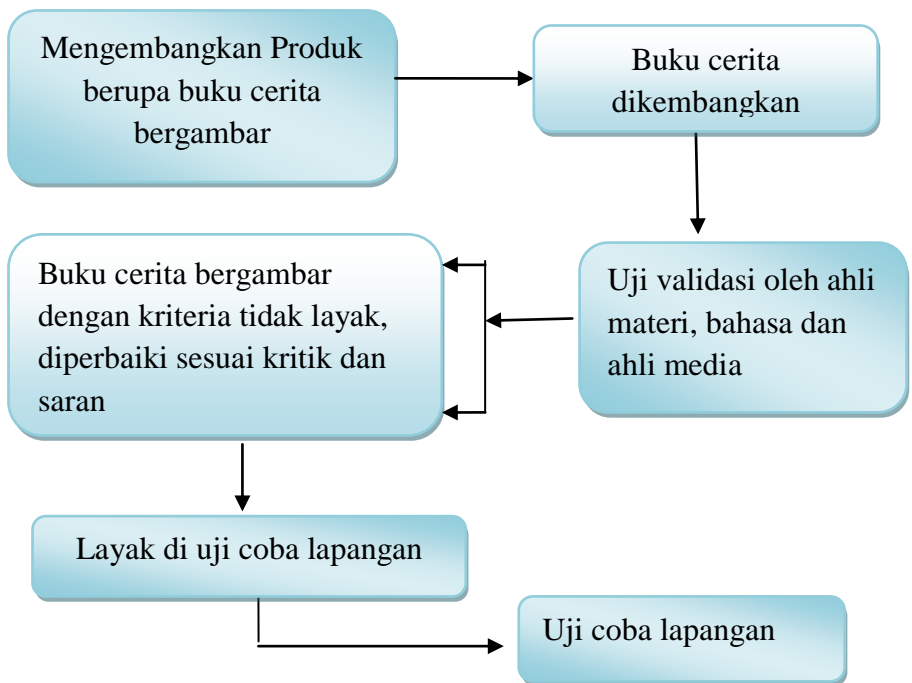 Mengembangkan Produk
berupa buku cerita
bergambar
Buku cerita
dikembangkan
Uji validasi oleh ahli
materi, bahasa dan
ahli media
Buku cerita bergambar
dengan kriteria tidak layak,
diperbaiki sesuai kritik dan
saran
Layak di uji coba lapangan
Uji coba lapangan